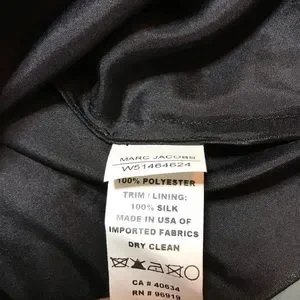 MARC JACOBS
W51464624
100% POLYESTER
TRIM / LINING:
100% SILK
MADE IN USA OF
IMPORTED FABRICS
DRY CLEAN
CA # 40634
RN # 96919